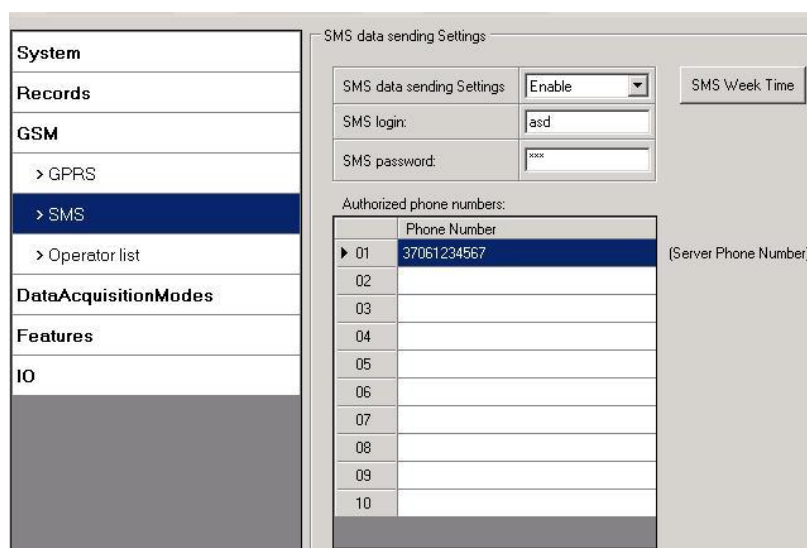 System
Records
GSM
> GPRS
> SMS
> Operator list
DataAcquisitionModes
Features
IO
SMS data sending Settings
SMS data sending Settings Enable
SMS Week Time
SMS login: asd
SMS password: ***
Authorized phone numbers:
Phone Number
01 37061234567 (Server Phone Number)
02
03
04
05
06
07
08
09
10